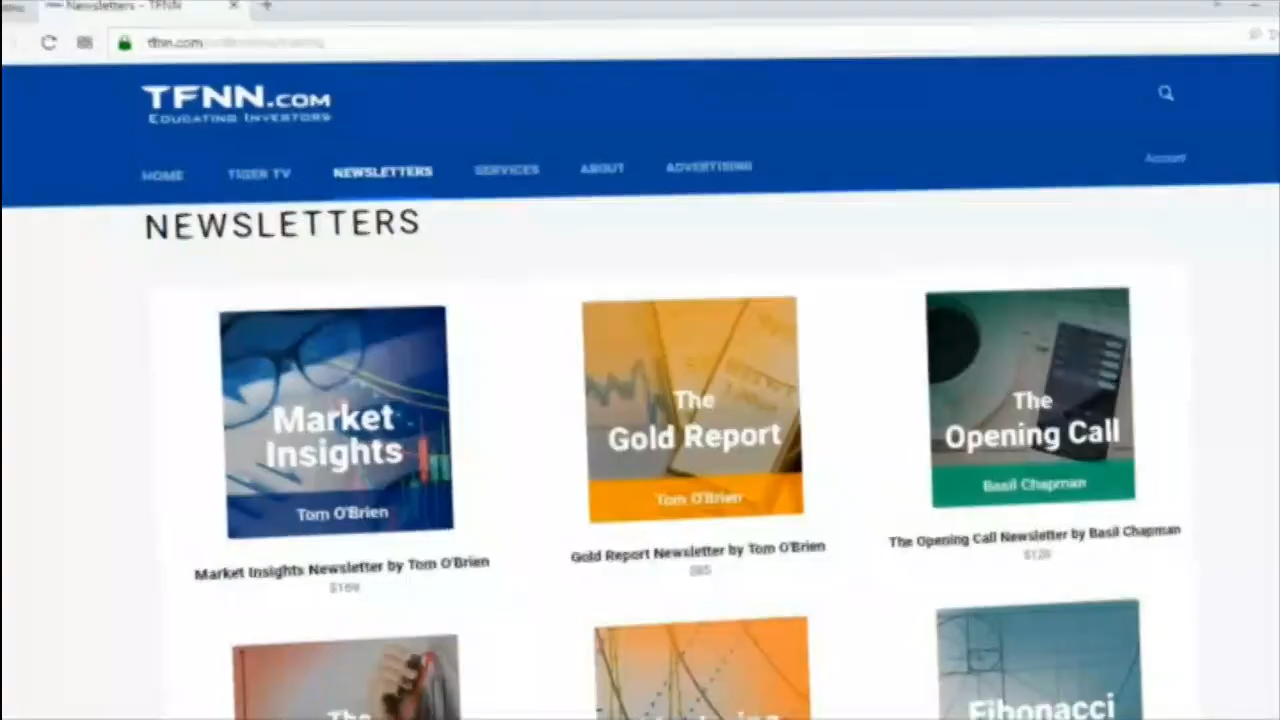 Newsletters - TFNN
tfnn.com
TFNN.COM
EDUCATING INVESTORS
HOME TIGER TV NEWSLETTERS SERVICES ABOUT ADVERTISING
Account
NEWSLETTERS
Market
Insights
Tom O'Brien
The
Gold Report
Tom O'Brien
The
Opening Call
Basil Chapman
Market Insights Newsletter by Tom O'Brien
$169
Gold Report Newsletter by Tom O'Brien
The Opening Call Newsletter by Basil Chapman
The
Fibonacci